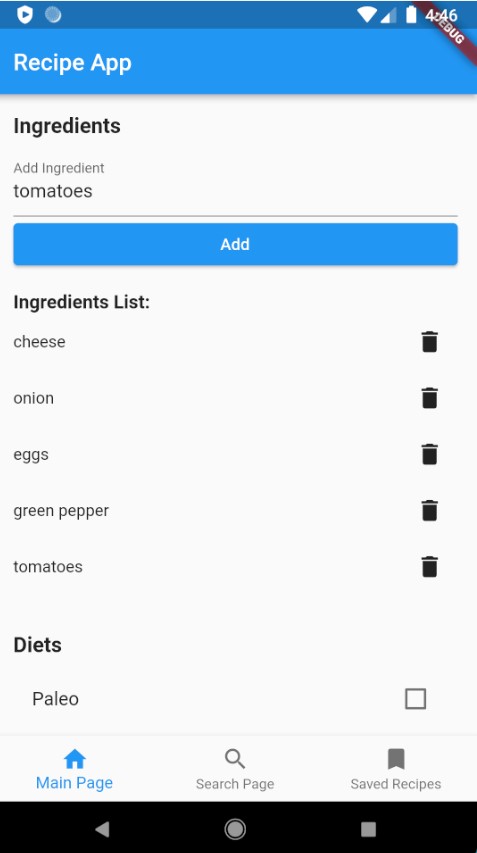 4:46
DEBUG
Recipe App
Ingredients
Add Ingredient
tomatoes
Add
Ingredients List:
cheese
onion
eggs
green pepper
tomatoes
Diets
Paleo
Main Page
Search Page
Saved Recipes